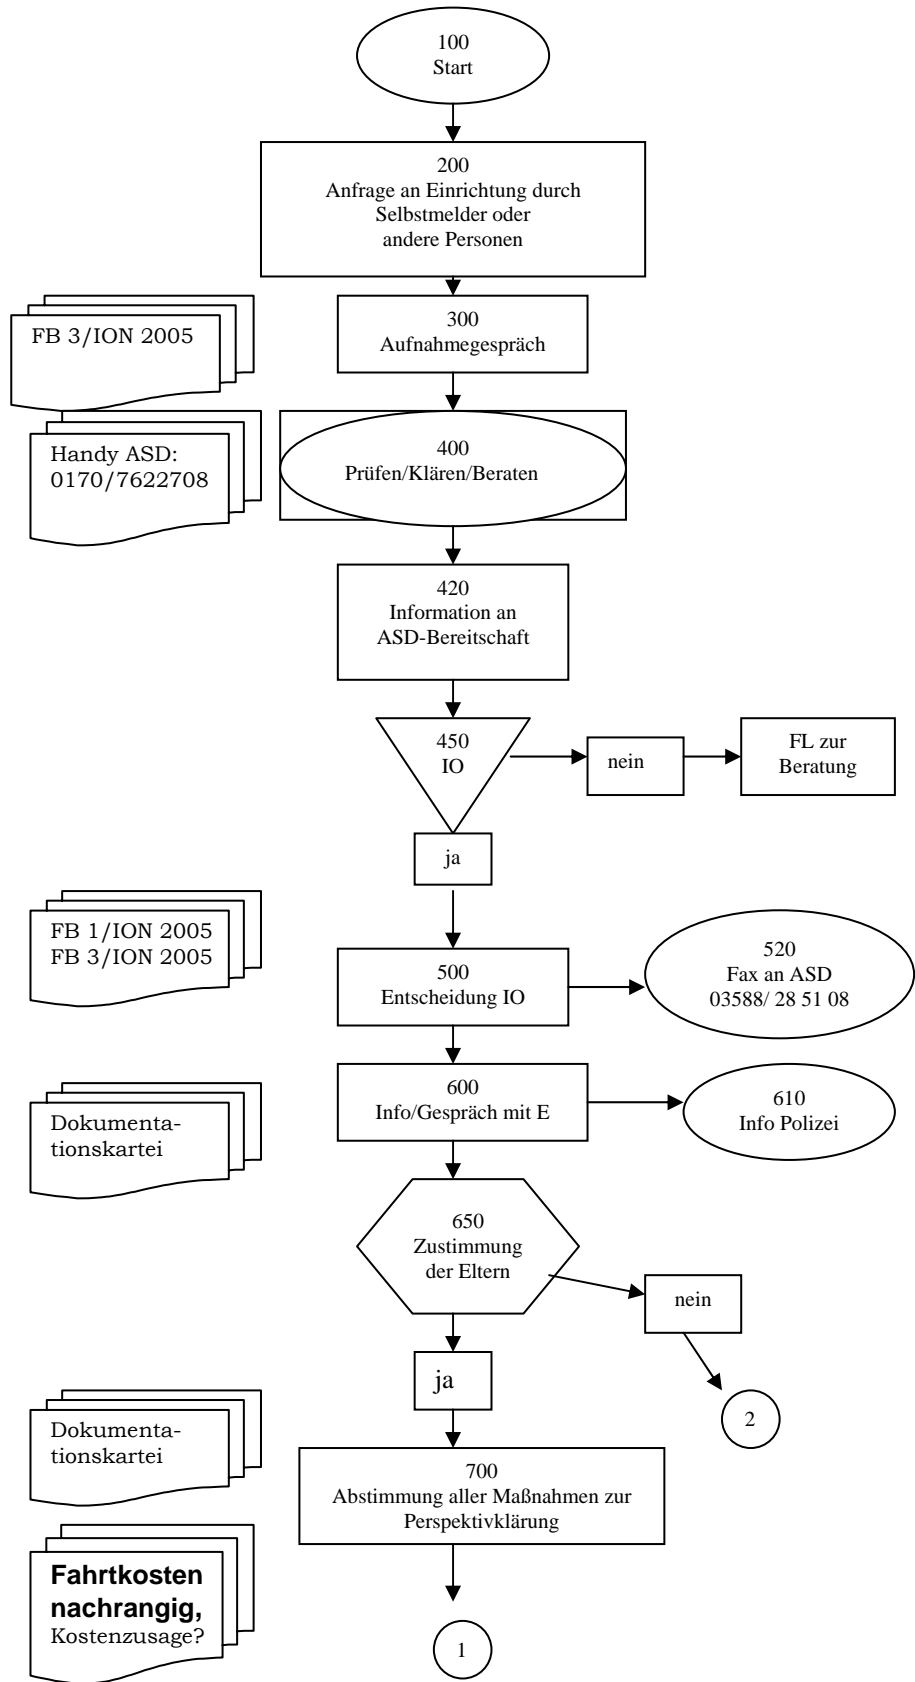 100
Start
200
Anfrage an Einrichtung durch
Selbstmelder oder
andere Personen
FB 3/ION 2005
300
Aufnahmegespräch
Handy ASD:
0170/7622708
400
Prüfen/Klären/Beraten
420
Information an
ASD-Bereitschaft
450
IO
nein
FL zur
Beratung
ja
FB 1/ION 2005
FB 3/ION 2005
500
Entscheidung IO
520
Fax an ASD
03588/ 28 51 08
Dokumenta-
tionskartei
600
Info/Gespräch mit E
610
Info Polizei
650
Zustimmung
der Eltern
nein
ja
2
Dokumenta-
tionskartei
700
Abstimmung aller Maßnahmen zur
Perspektivklärung
Fahrtkosten
nachrangig,
Kostenzusage?
1